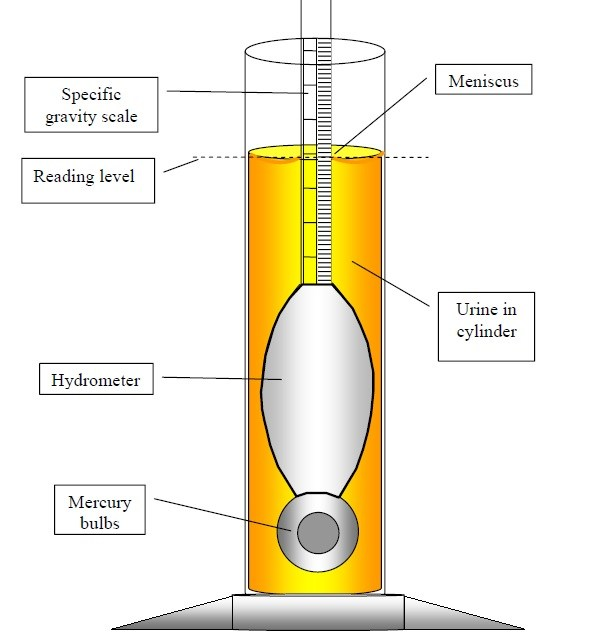 Specific
gravity scale
Meniscus
Reading level
Urine in
cylinder
Hydrometer
Mercury
bulbs